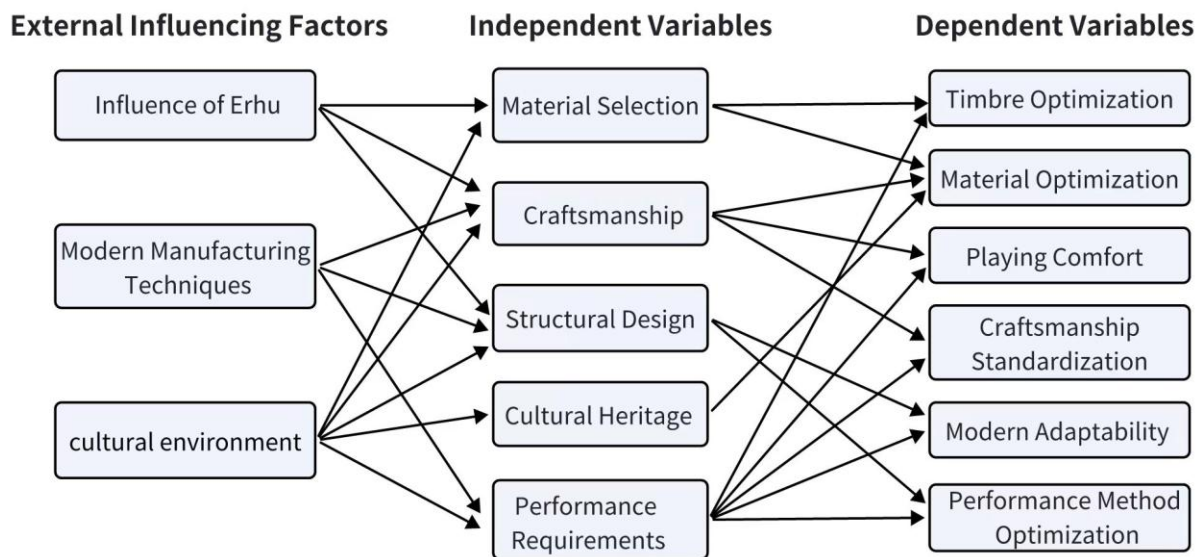 External Influencing Factors
Independent Variables
Dependent Variables
Influence of Erhu
Modern Manufacturing
Techniques
cultural environment
Material Selection
Craftsmanship
Structural Design
Cultural Heritage
Performance
Requirements
Timbre Optimization
Material Optimization
Playing Comfort
Craftsmanship
Standardization
Modern Adaptability
Performance Method
Optimization